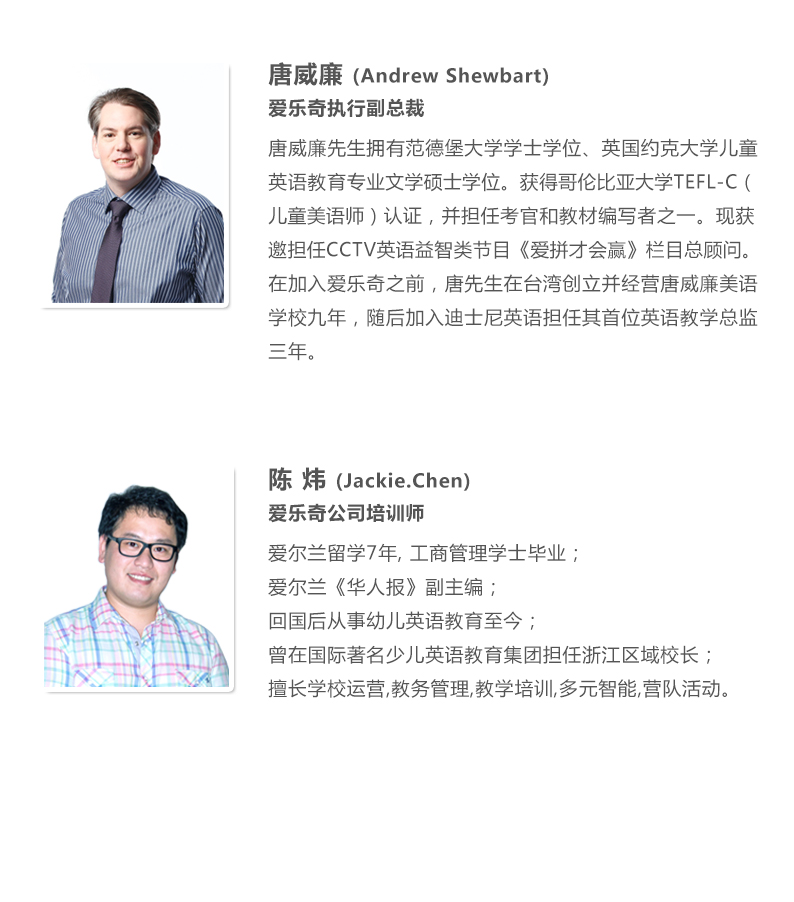 唐威廉 (Andrew Shewbart)
爱乐奇执行副总裁
唐威廉先生拥有范德堡大学学士学位、英国约克大学儿童
英语教育专业文学硕士学位。获得哥伦比亚大学TEFL-C（
儿童美语师）认证，并担任考官和教材编写者之一。现获
邀担任CCTV英语益智类节目《爱拼才会赢》栏目总顾问。
在加入爱乐奇之前，唐先生在台湾创立并经营唐威廉美语
学校九年，随后加入迪士尼英语担任其首位英语教学总监
三年。
陈 炜 (Jackie.Chen)
爱乐奇公司培训师
爱尔兰留学7年, 工商管理学士毕业；
爱尔兰《华人报》副主编；
回国后从事幼儿英语教育至今；
曾在国际著名少儿英语教育集团担任浙江区域校长；
擅长学校运营,教务管理,教学培训,多元智能,营队活动。